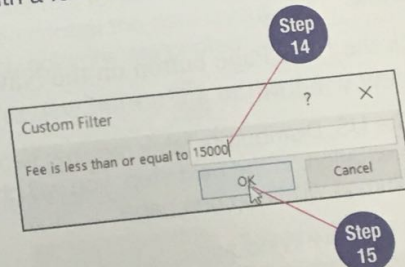 Step
14
Custom Filter ? ×
Fee is less than or equal to 15000
OK Cancel
Step
15